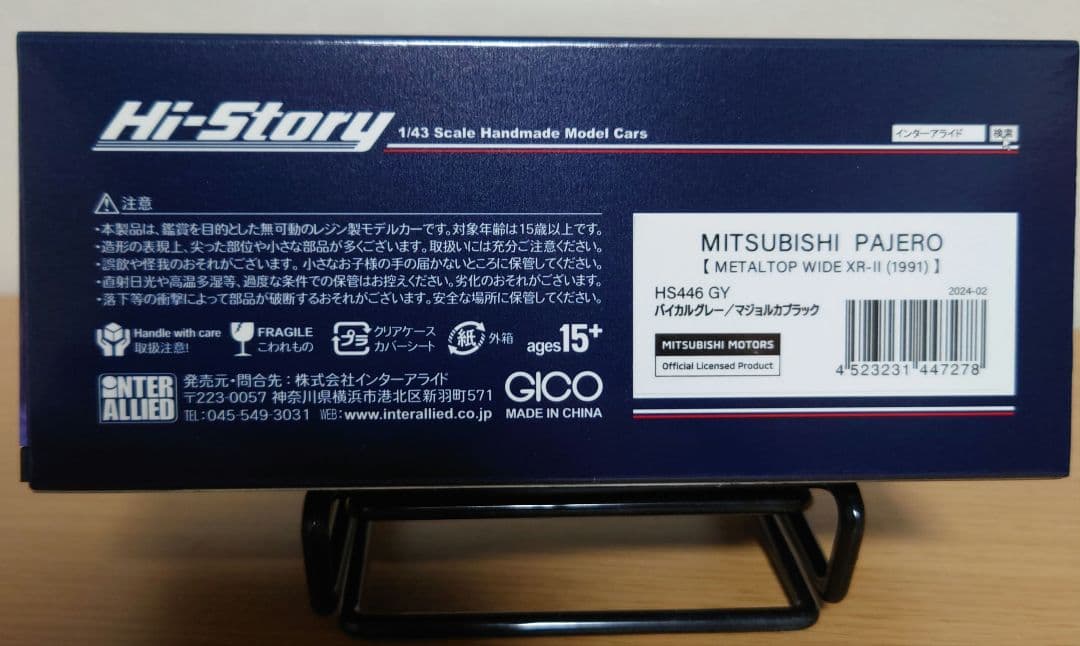 Hi-Story 1/43 Scale Handmade Model Cars
インターアライド 検索
注意
・本製品は、鑑賞を目的とした無可動のレジン製モデルカーです。対象年齢は15歳以上です。
・造形の表現上、尖った部位や小さな部品が多くございます。取扱いには充分ご注意ください。
・誤飲や怪我のおそれがございます。小さなお子様の手の届かないところに保管してください。
・直射日光や高温多湿等、過度な条件での保管はお控えください。劣化のおそれがございます。
・落下等の衝撃によって部品が破断するおそれがございます。安全な場所に保管してください。
Handle with care
取扱注意!
FRAGILE
こわれもの
プラ
クリアケース
カバーシート
紙 外箱
ages15+
INTER
ALLIED
発売元・問合先:株式会社インターアライド
〒223-0057 神奈川県横浜市港北区新羽町571
TEL:045-549-3031 WEB:www.interallied.co.jp
GICO
MADE IN CHINA
MITSUBISHI PAJERO
【 METALTOP WIDE XR-II (1991) 】
HS446 GY
2024-02
バイカルグレー/マジョルカブラック
MITSUBISHI MOTORS
Official Licensed Product
4 523231 447278